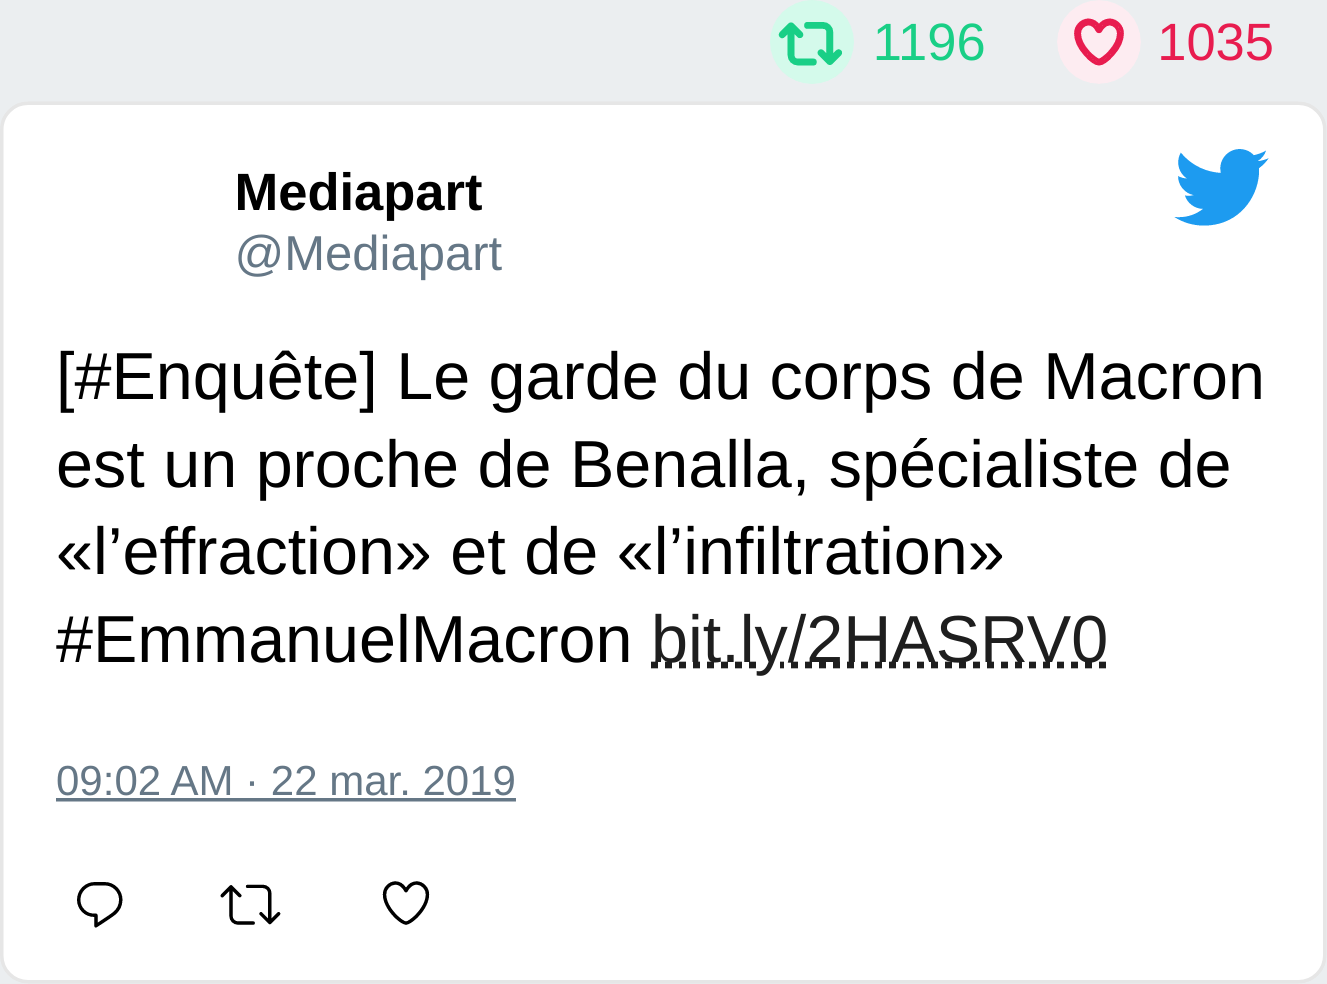 1196 1035
Mediapart
@Mediapart
[#Enquête] Le garde du corps de Macron
est un proche de Benalla, spécialiste de
«l’effraction» et de «l’infiltration»
#EmmanuelMacron bit.ly/2HASRV0
09:02 AM · 22 mar. 2019